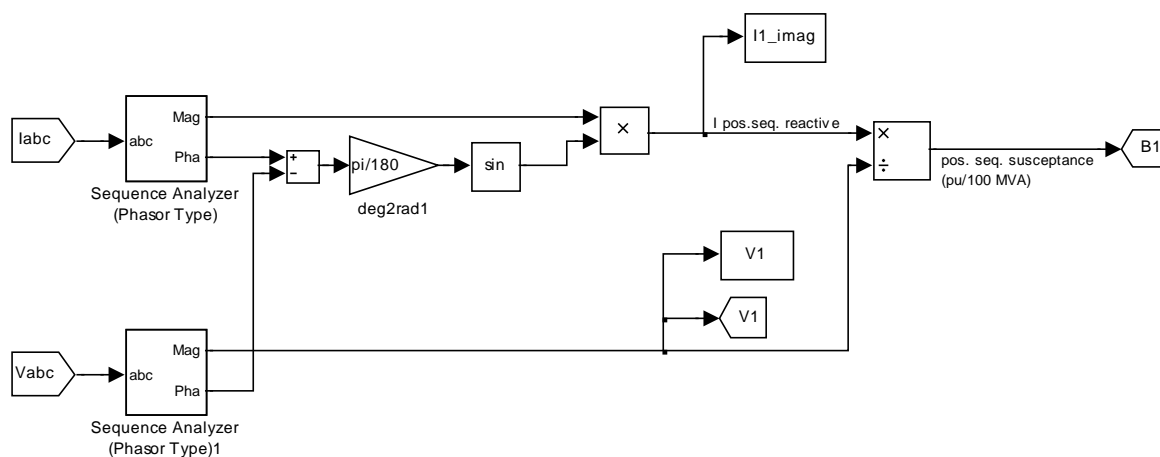 I1_imag
Iabc
abc
Mag
Pha
Sequence Analyzer
(Phasor Type)
+
−
pi/180
deg2rad1
sin
×
I pos.seq. reactive
×
÷
pos. seq. susceptance
(pu/100 MVA)
B1
V1
V1
Vabc
abc
Mag
Pha
Sequence Analyzer
(Phasor Type)1